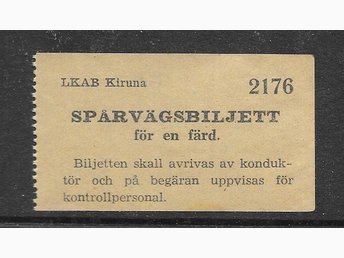 LKAB Kiruna 2176
SPÅRVÄGSBILJETT
för en färd.
Biljetten skall avrivas av konduk-
tör och på begäran uppvisas för
kontrollpersonal.